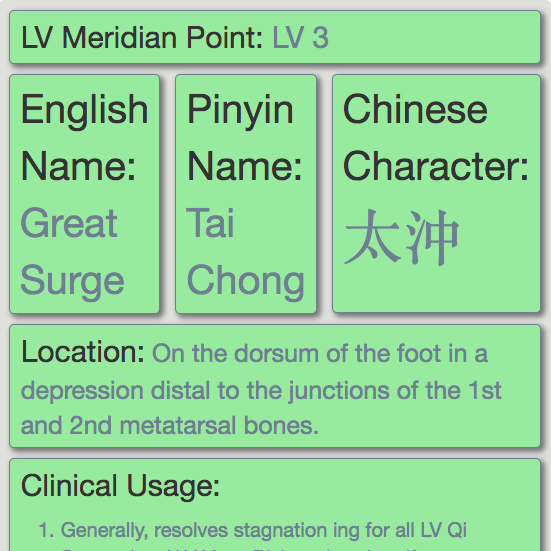 LV Meridian Point: LV 3
English
Name:
Great
Surge
Pinyin
Name:
Tai
Chong
Chinese
Character:
太沖
Location: On the dorsum of the foot in a
depression distal to the junctions of the 1st
and 2nd metatarsal bones.
Clinical Usage:
1. Generally, resolves stagnation ing for all LV Qi